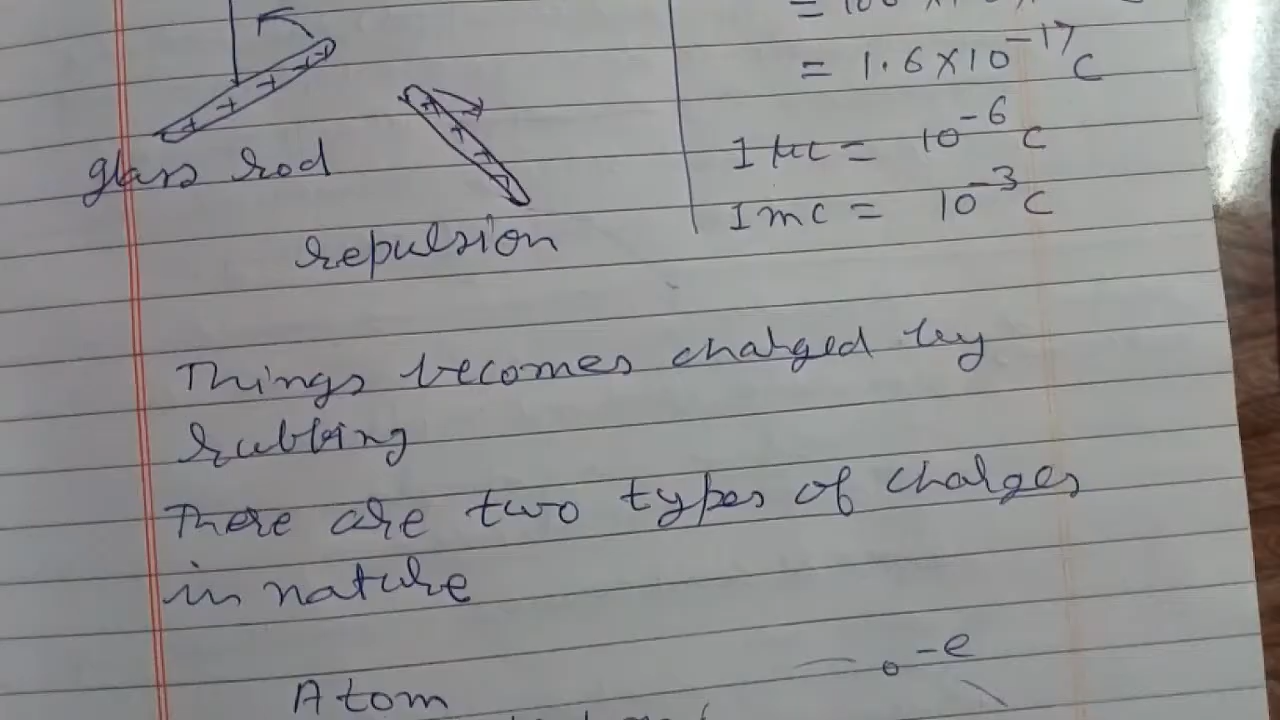 = 1.6×10⁻¹⁷ C
1 μc = 10⁻⁶ C
1 mc = 10⁻³ C
+ + + +
+ + + +
glass rod
repulsion
Things becomes charged by
rubbing
There are two types of charges
in nature
-e
Atom